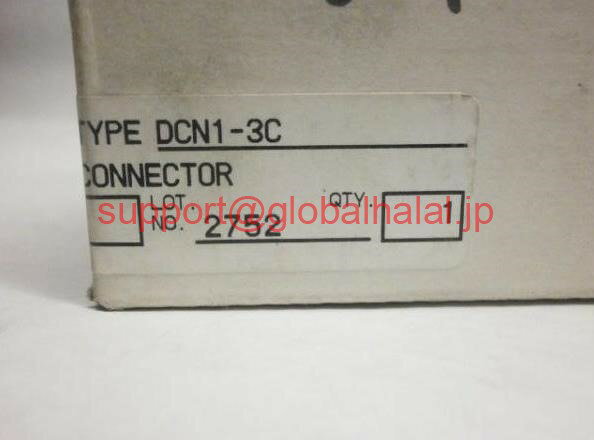 TYPE DCN1-3C
CONNECTOR
LOT NO. 2752 QTY. 1
support@globalhalal.jp